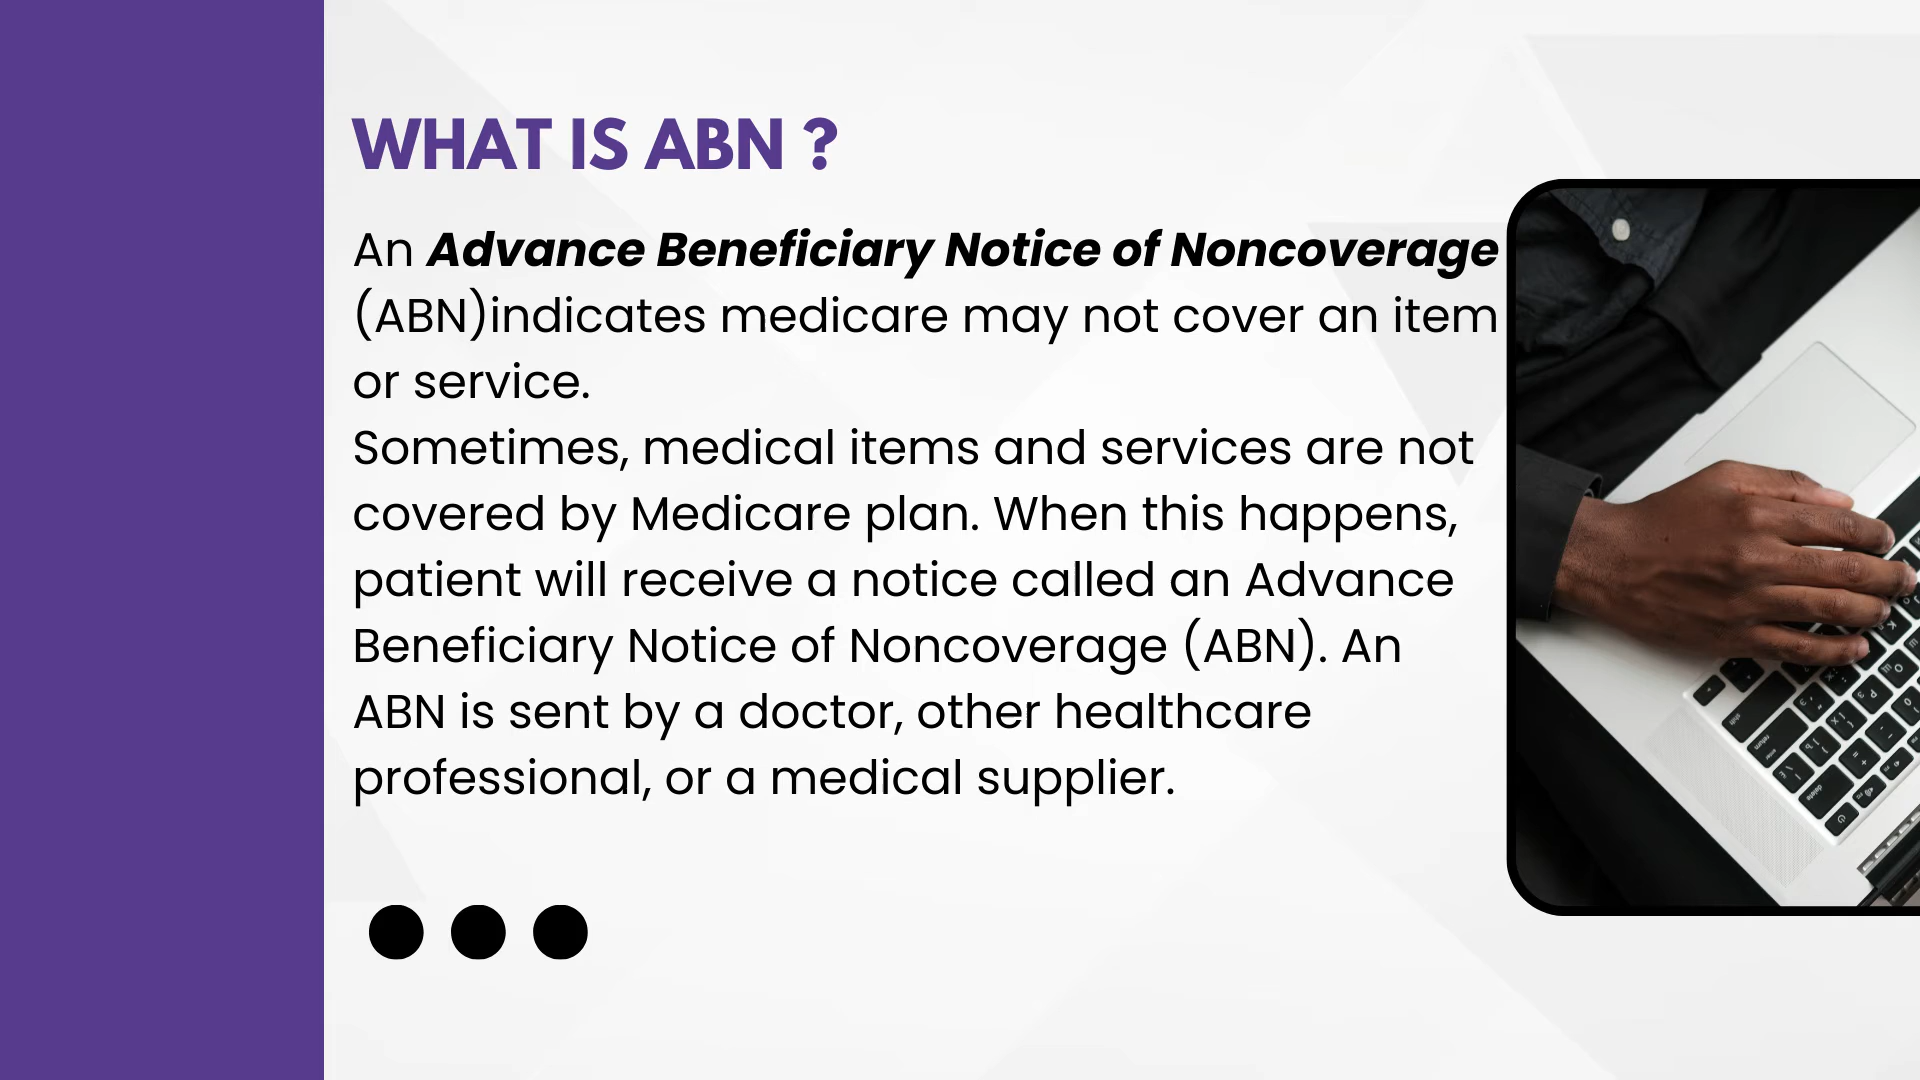 WHAT IS ABN ?
An Advance Beneficiary Notice of Noncoverage
(ABN)indicates medicare may not cover an item
or service.
Sometimes, medical items and services are not
covered by Medicare plan. When this happens,
patient will receive a notice called an Advance
Beneficiary Notice of Noncoverage (ABN). An
ABN is sent by a doctor, other healthcare
professional, or a medical supplier.